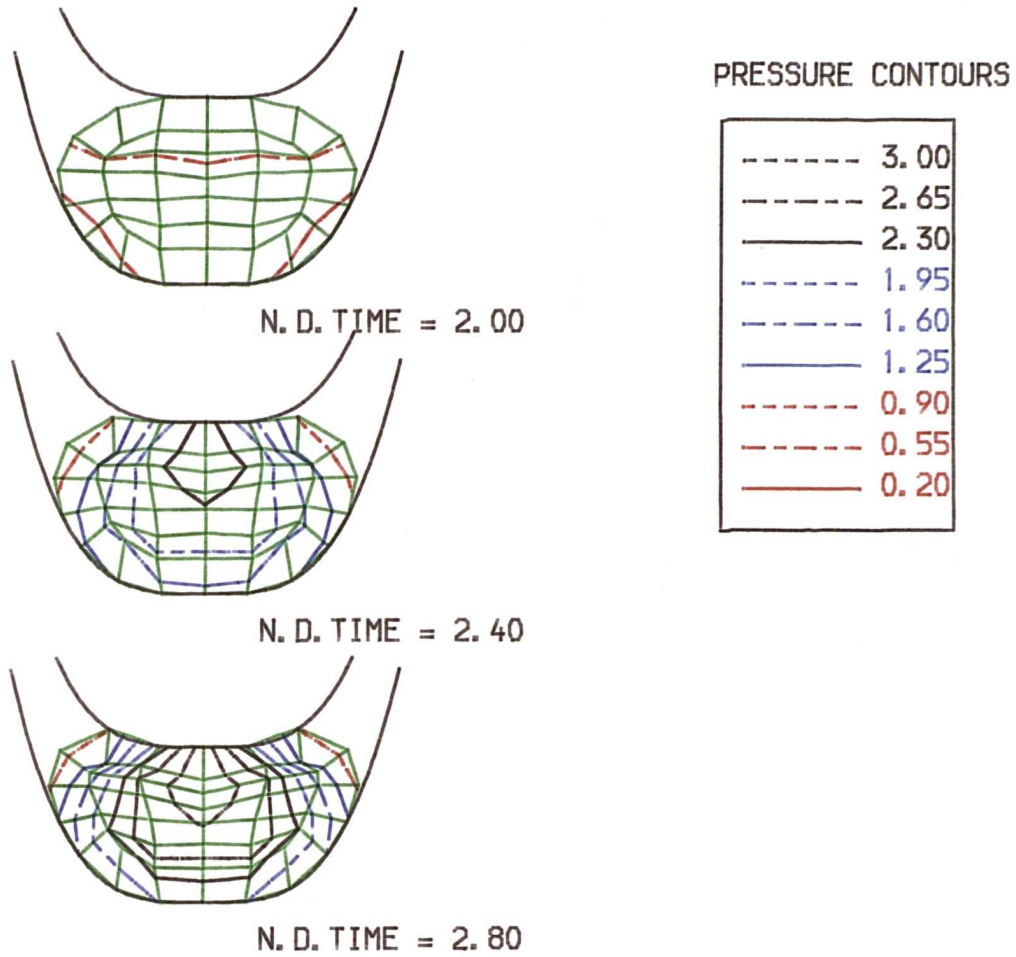 PRESSURE CONTOURS
3.00
2.65
2.30
1.95
1.60
1.25
0.90
0.55
0.20
N.D.TIME = 2.00
N.D.TIME = 2.40
N.D.TIME = 2.80